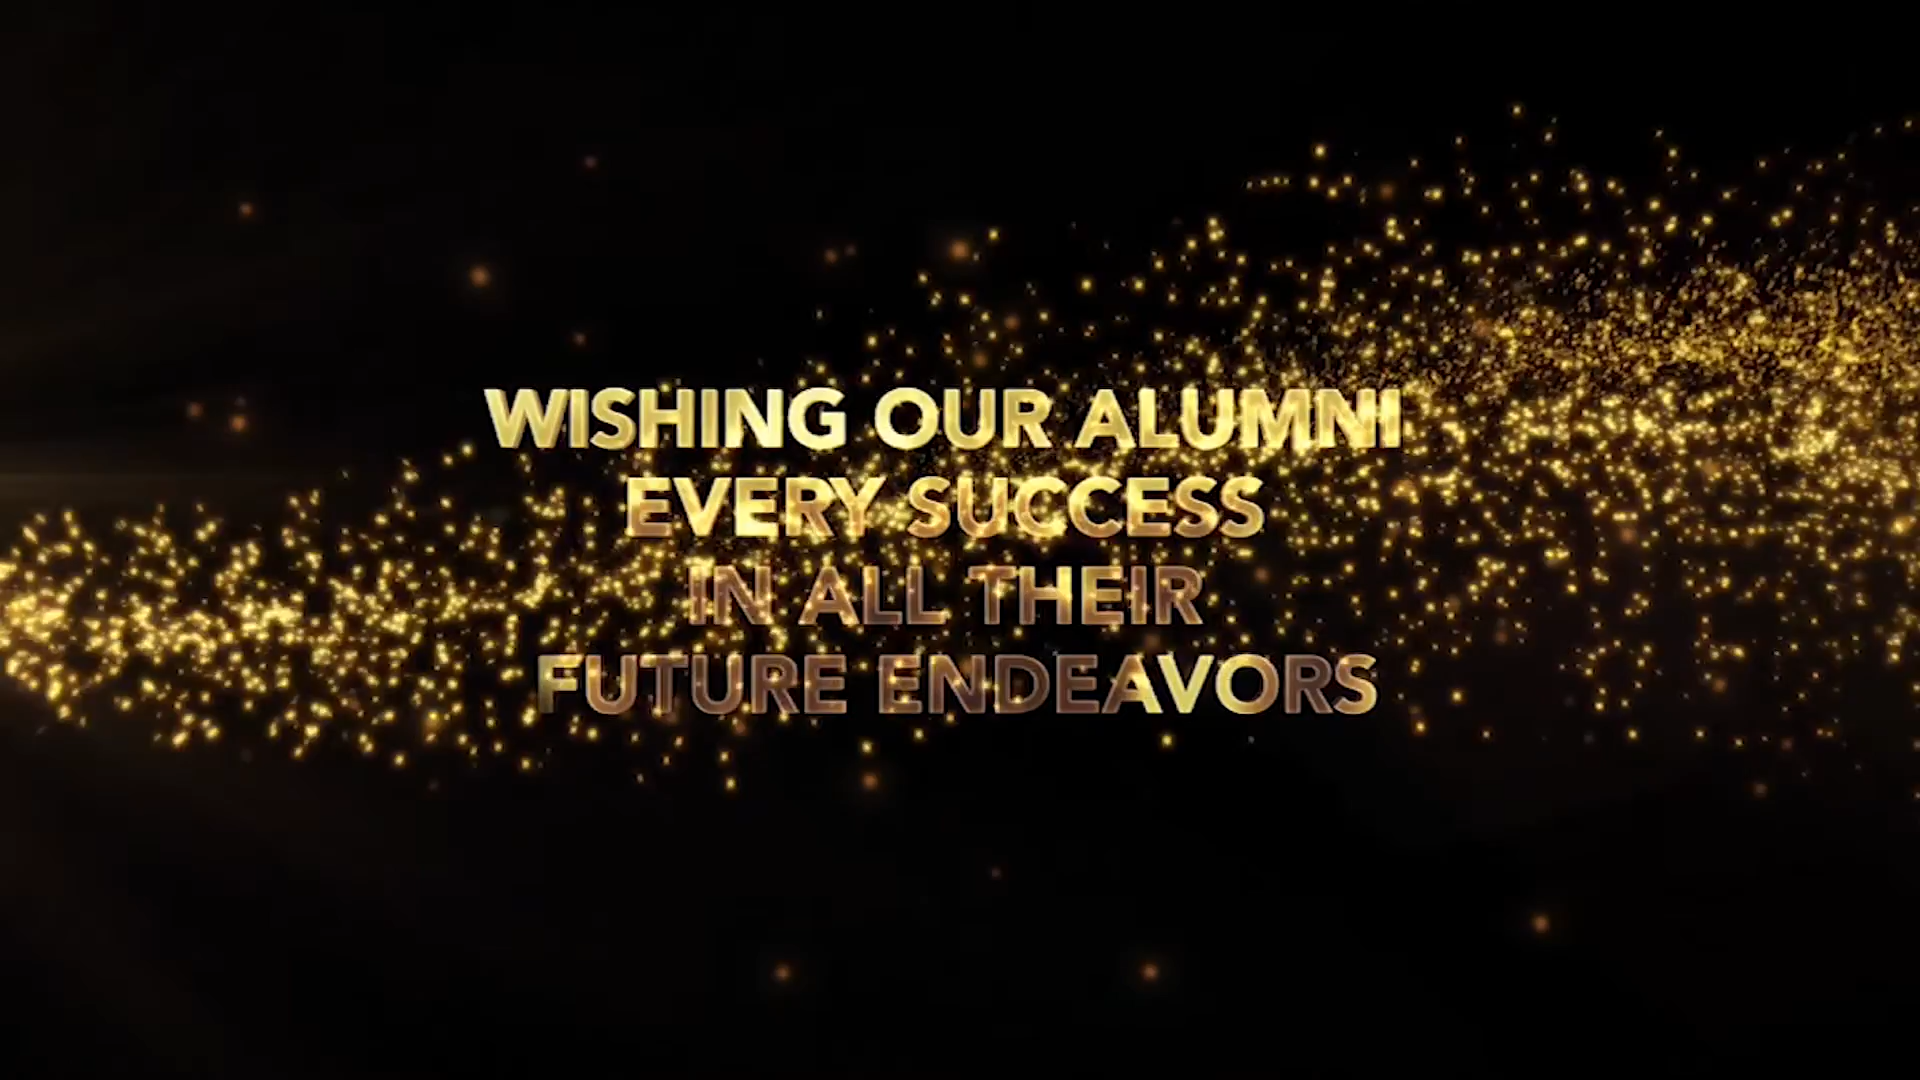 WISHING OUR ALUMNI
EVERY SUCCESS
IN ALL THEIR
FUTURE ENDEAVORS